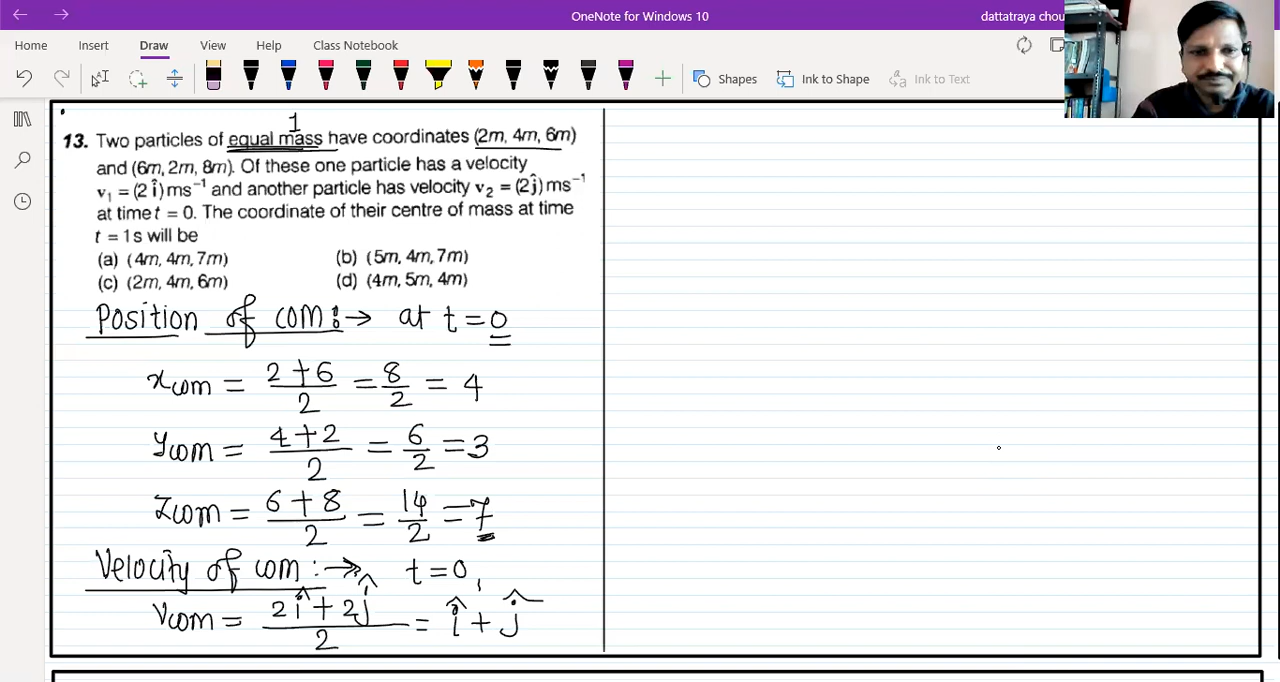 OneNote for Windows 10
dattatraya chou
Home Insert Draw View Help Class Notebook
Shapes Ink to Shape Ink to Text
1
13. Two particles of equal mass have coordinates (2m, 4m, 6m)
and (6m, 2m, 8m). Of these one particle has a velocity
v₁ = (2 î) ms⁻¹ and another particle has velocity v₂ = (2ĵ) ms⁻¹
at time t = 0. The coordinate of their centre of mass at time
t = 1s will be
(a) (4m, 4m, 7m) (b) (5m, 4m, 7m)
(c) (2m, 4m, 6m) (d) (4m, 5m, 4m)
Position of com:→ at t = 0
xcom = 2+6/2 = 8/2 = 4
Ycom = 4+2/2 = 6/2 = 3
Zcom = 6+8/2 = 14/2 = 7
Velocity of com :→ t = 0,
Vcom = 2î + 2ĵ/2 = î + ĵ